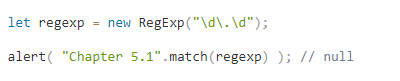 let regexp = new RegExp("\d\.\d");
alert( "Chapter 5.1".match(regexp) ); // null